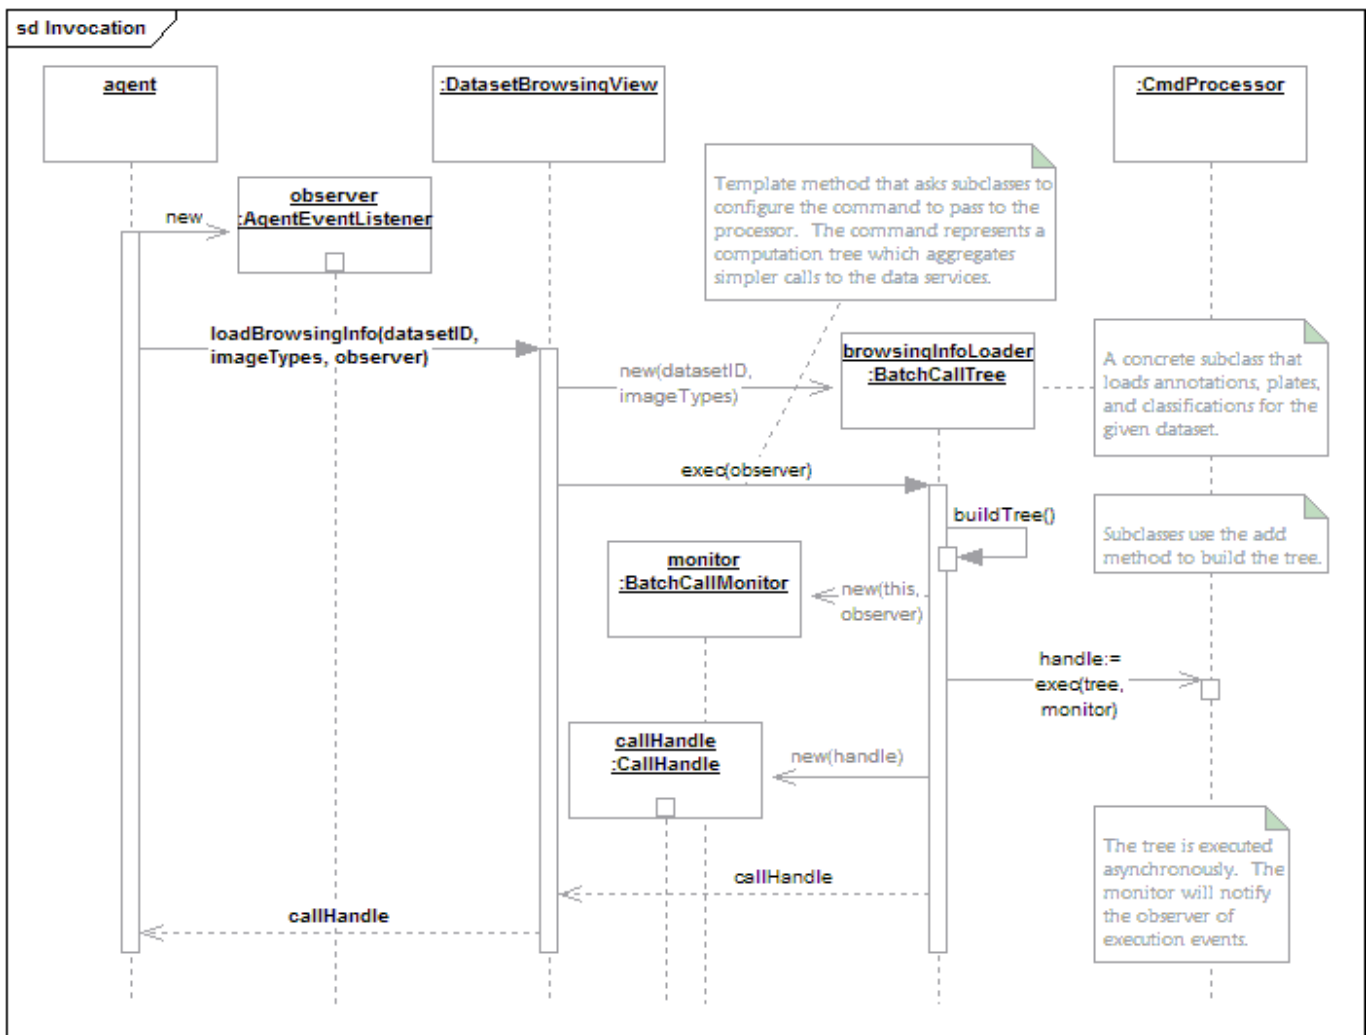 sd Invocation
agent
:DatasetBrowsingView
:CmdProcessor
Template method that asks subclasses to
configure the command to pass to the
processor. The command represents a
computation tree which aggregates
simpler calls to the data services.
observer
:AgentEventListener
new
loadBrowsingInfo(datasetID,
imageTypes, observer)
new(datasetID,
imageTypes)
browsingInfoLoader
:BatchCallTree
A concrete subclass that
loads annotations, plates,
and classifications for the
given dataset.
exec(observer)
buildTree()
Subclasses use the add
method to build the tree.
monitor
:BatchCallMonitor
new(this,
observer)
handle:=
exec(tree,
monitor)
callHandle
:CallHandle
new(handle)
The tree is executed
asynchronously. The
monitor will notify
the observer of
execution events.
callHandle
callHandle